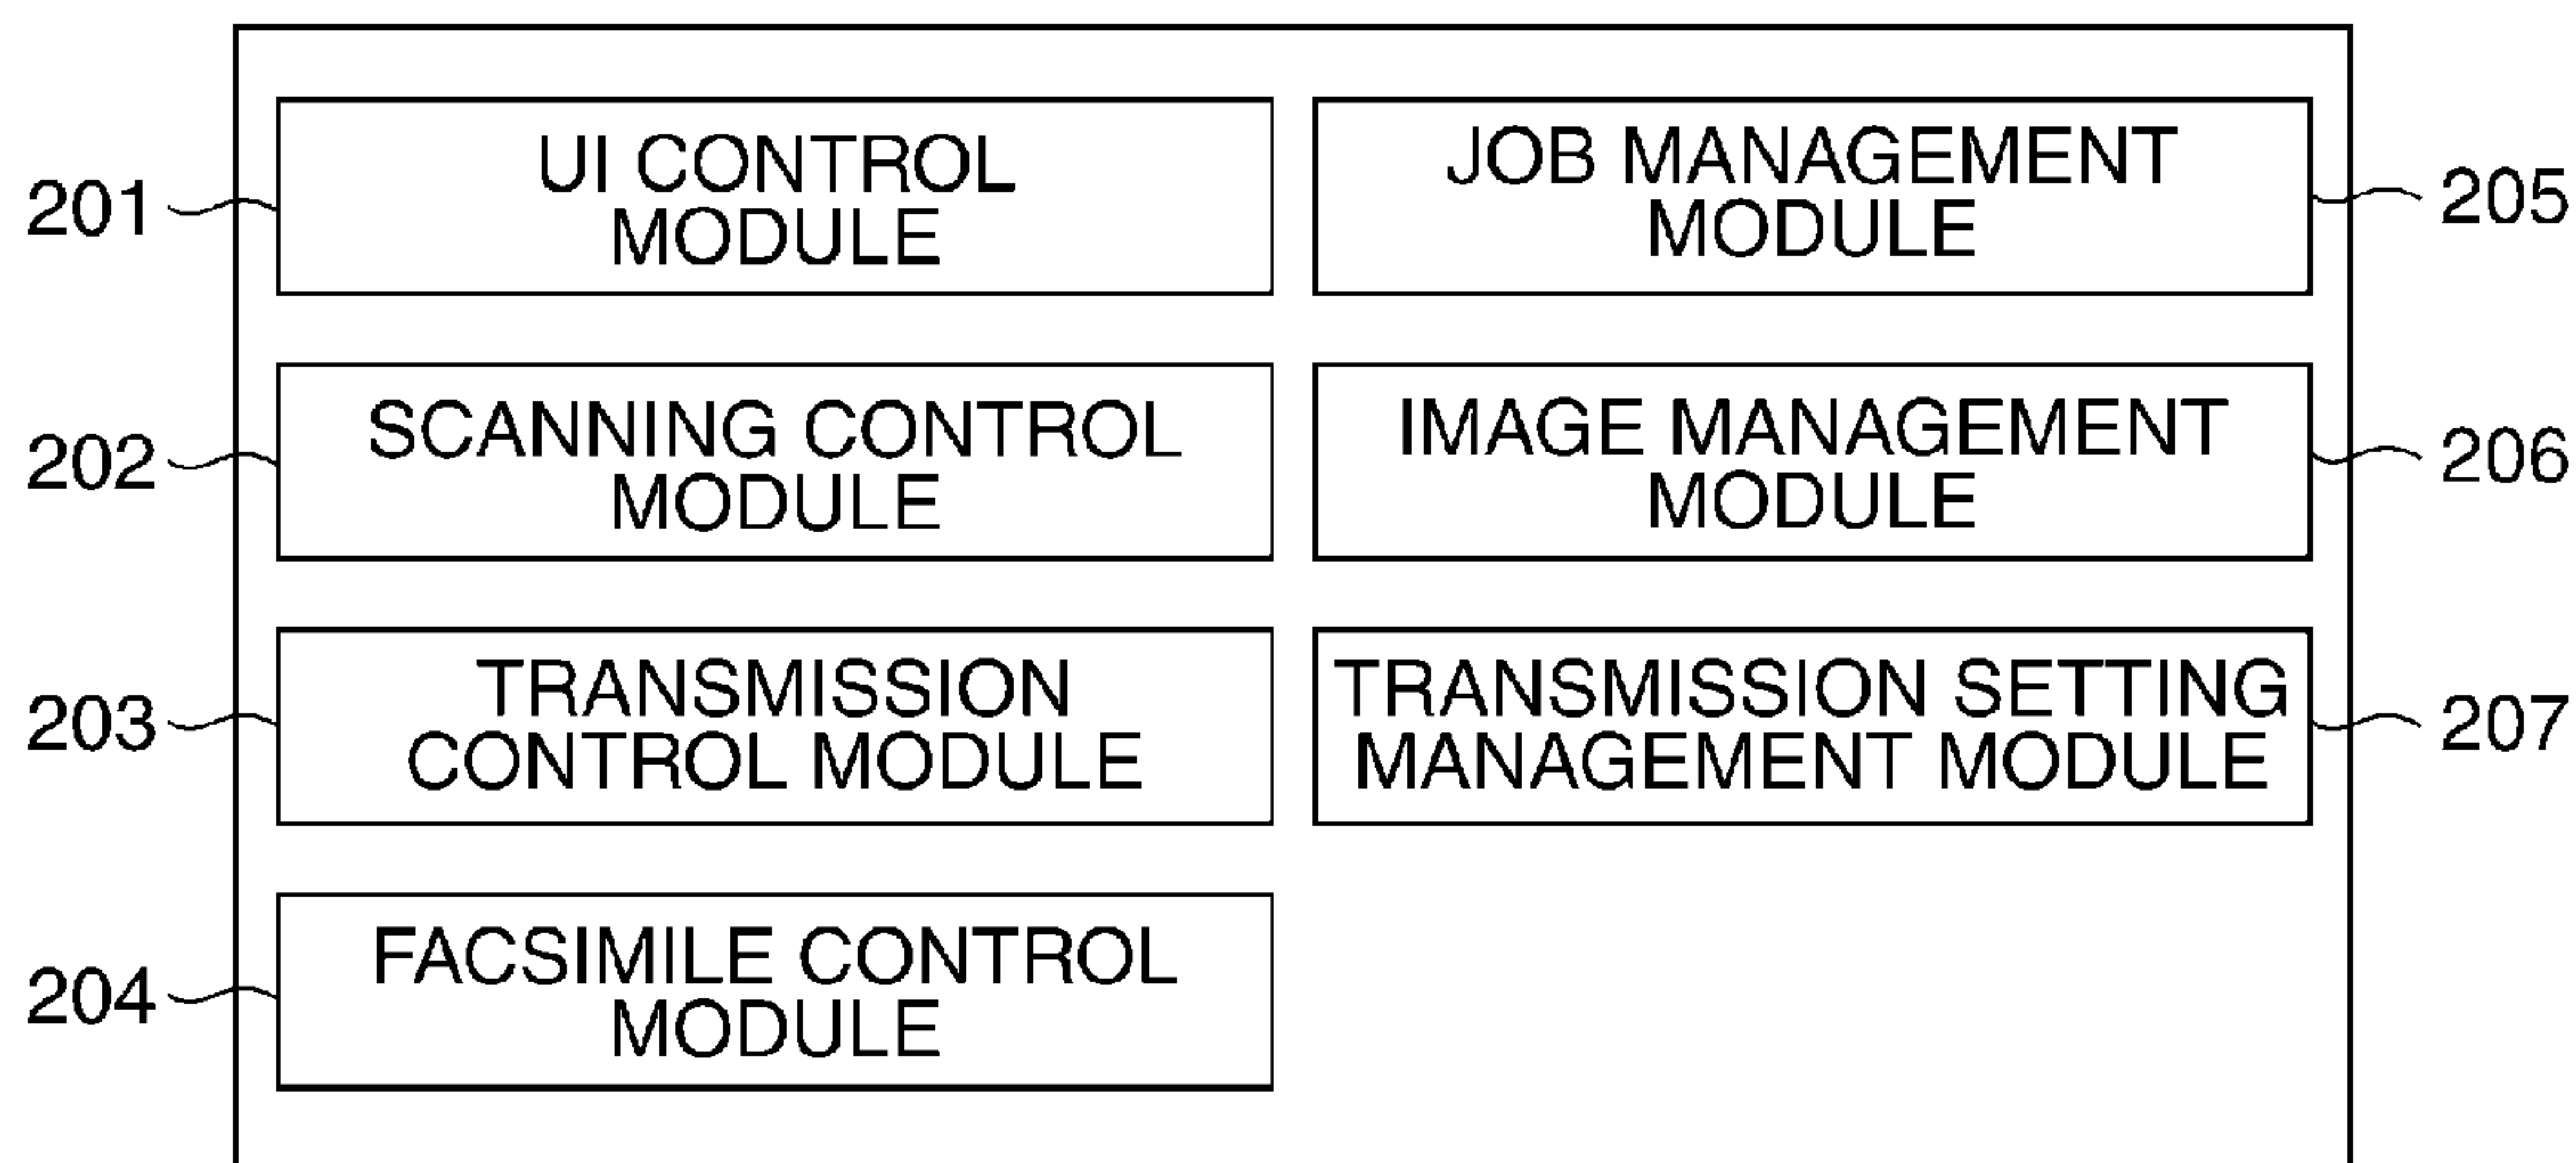 201
UI CONTROL
MODULE
202
SCANNING CONTROL
MODULE
203
TRANSMISSION
CONTROL MODULE
204
FACSIMILE CONTROL
MODULE
JOB MANAGEMENT
MODULE
205
IMAGE MANAGEMENT
MODULE
206
TRANSMISSION SETTING
MANAGEMENT MODULE
207